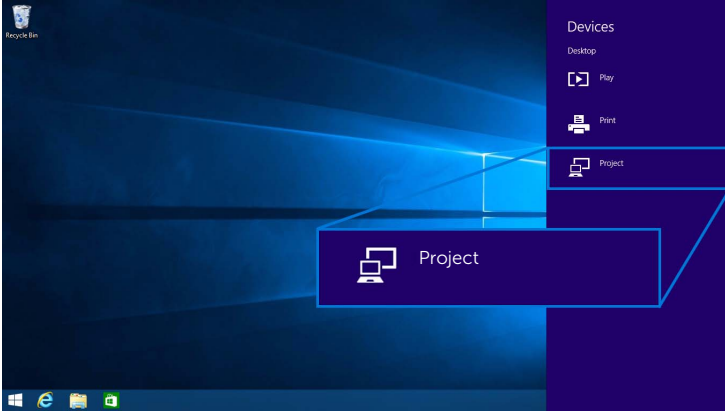 Recycle Bin
Devices
Desktop
Play
Print
Project
Project